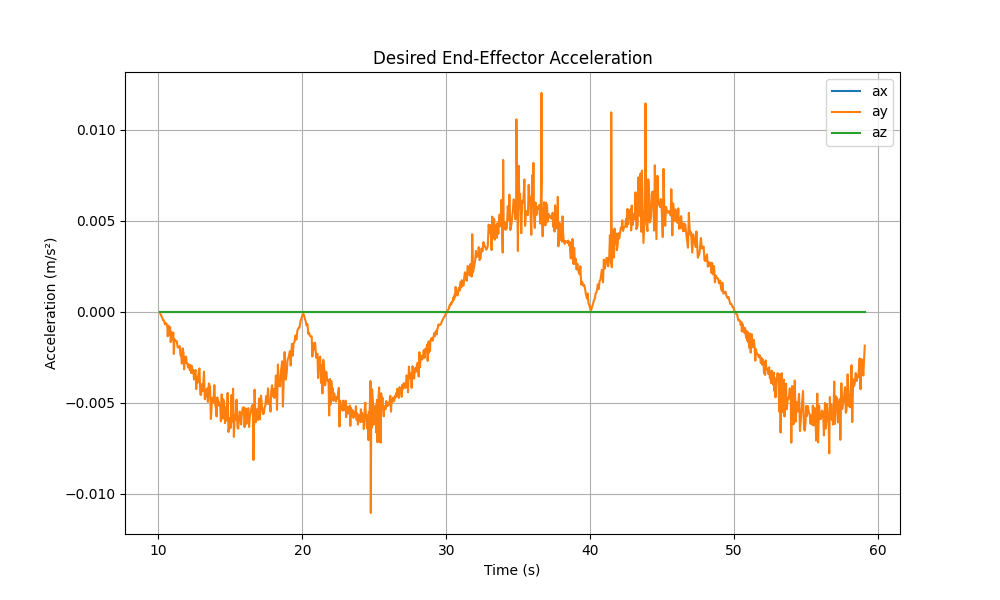 Desired End-Effector Acceleration
ax
ay
az
0.010
0.005
0.000
−0.005
−0.010
Acceleration (m/s²)
10 20 30 40 50 60
Time (s)